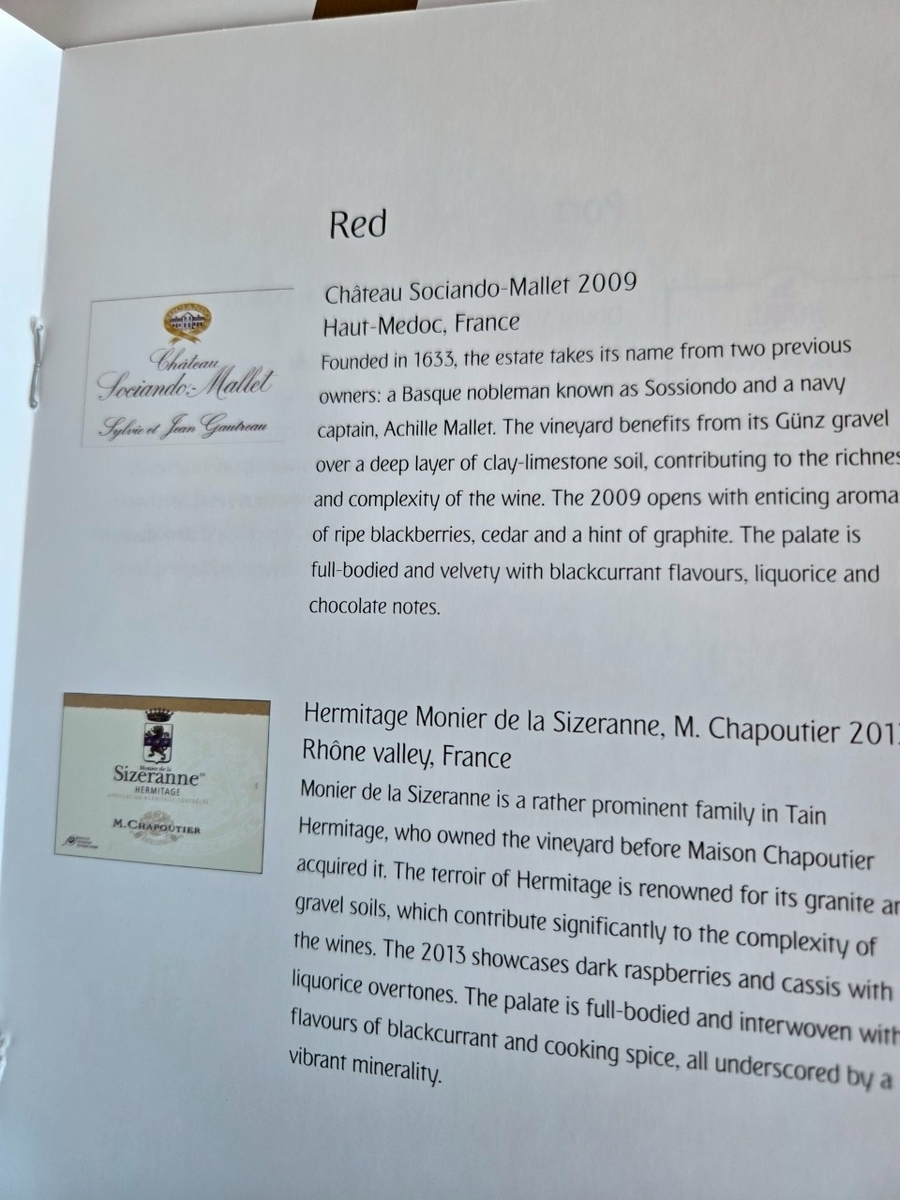 Red
Château Sociando-Mallet 2009
Haut-Medoc, France
Founded in 1633, the estate takes its name from two previous
owners: a Basque nobleman known as Sossiondo and a navy
captain, Achille Mallet. The vineyard benefits from its Günz gravel
over a deep layer of clay-limestone soil, contributing to the richnes
and complexity of the wine. The 2009 opens with enticing aroma
of ripe blackberries, cedar and a hint of graphite. The palate is
full-bodied and velvety with blackcurrant flavours, liquorice and
chocolate notes.
Château
Sociando-Mallet
Sylvie et Jean Gautreau
Hermitage Monier de la Sizeranne, M. Chapoutier 201
Rhône valley, France
Monier de la Sizeranne is a rather prominent family in Tain
Hermitage, who owned the vineyard before Maison Chapoutier
acquired it. The terroir of Hermitage is renowned for its granite an
gravel soils, which contribute significantly to the complexity of
the wines. The 2013 showcases dark raspberries and cassis with
liquorice overtones. The palate is full-bodied and interwoven with
flavours of blackcurrant and cooking spice, all underscored by a
vibrant minerality.
Monier de la
Sizeranne
HERMITAGE
M. CHAPOUTIER